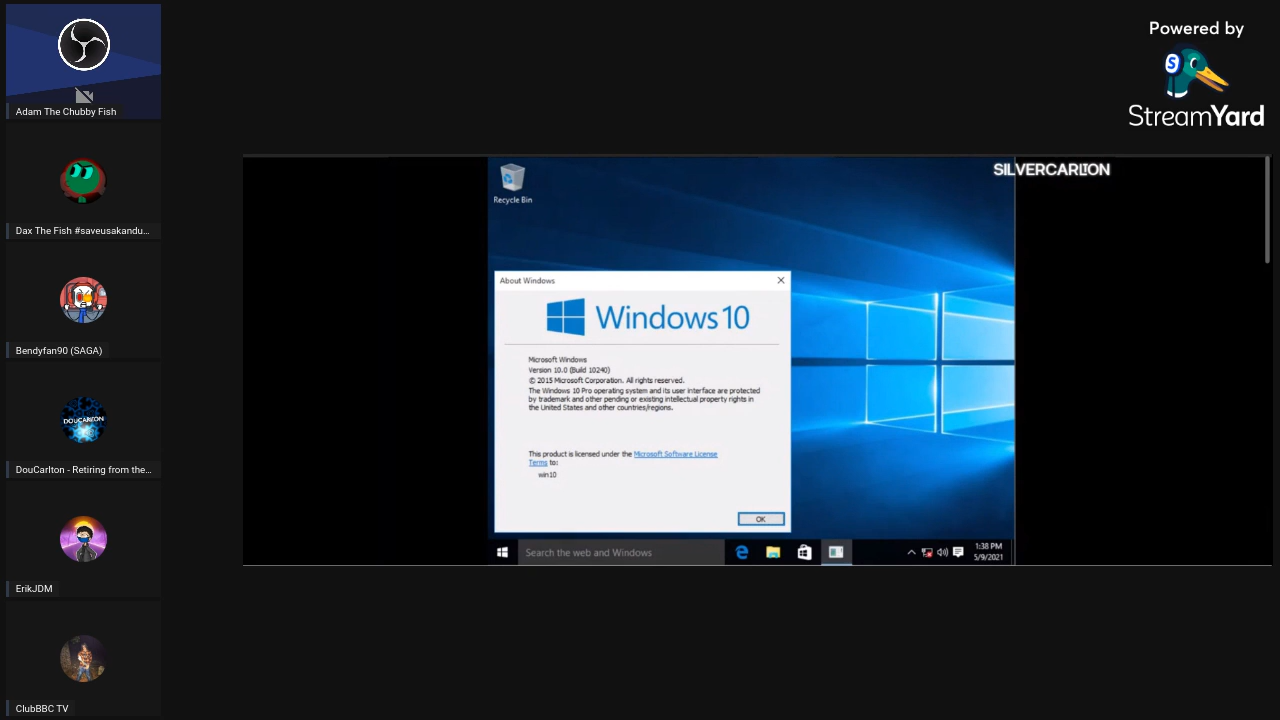 Powered by
StreamYard
Adam The Chubby Fish
Dax The Fish #saveusakandu...
Bendyfan90 (SAGA)
DOUCARLTON
DouCarlton - Retiring from the...
ErikJDM
ClubBBC TV
SILVERCARLTON
Recycle Bin
About Windows
Windows 10
Microsoft Windows
Version 10.0 (Build 10240)
© 2015 Microsoft Corporation. All rights reserved.
The Windows 10 Pro operating system and its user interface are protected
by trademark and other pending or existing intellectual property rights in
the United States and other countries/regions.
This product is licensed under the Microsoft Software License
Terms to:
win10
OK
Search the web and Windows
1:38 PM
5/9/2021